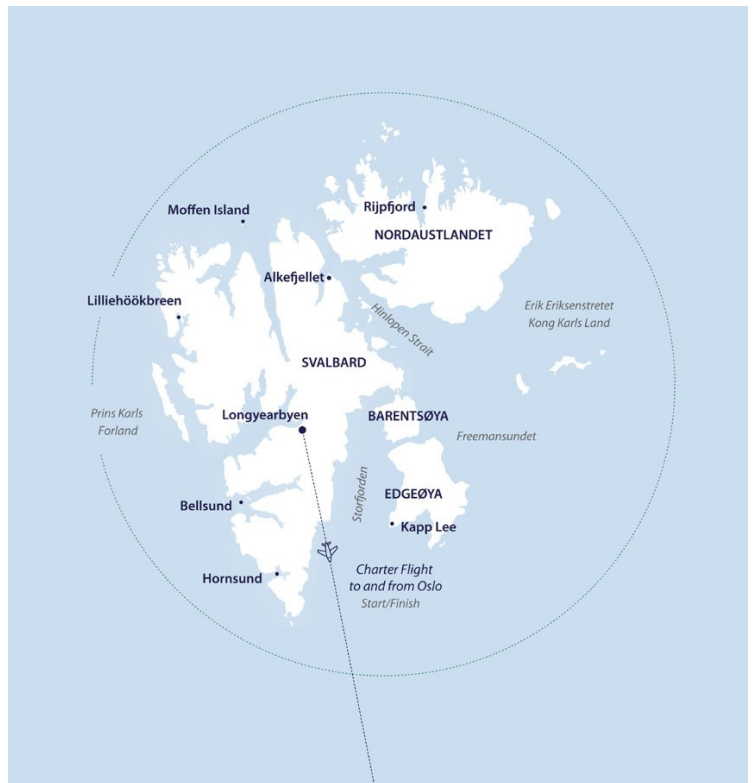 Moffen Island
Rijpfjord
NORDAUSTLANDET
Alkefjellet
Lilliehöökbreen
Hinlopen Strait
Erik Eriksenstretet
Kong Karls Land
SVALBARD
Prins Karls
Forland
Longyearbyen
BARENTSØYA
Freemansundet
Storfjorden
EDGEØYA
Bellsund
Kapp Lee
Hornsund
Charter Flight
to and from Oslo
Start/Finish